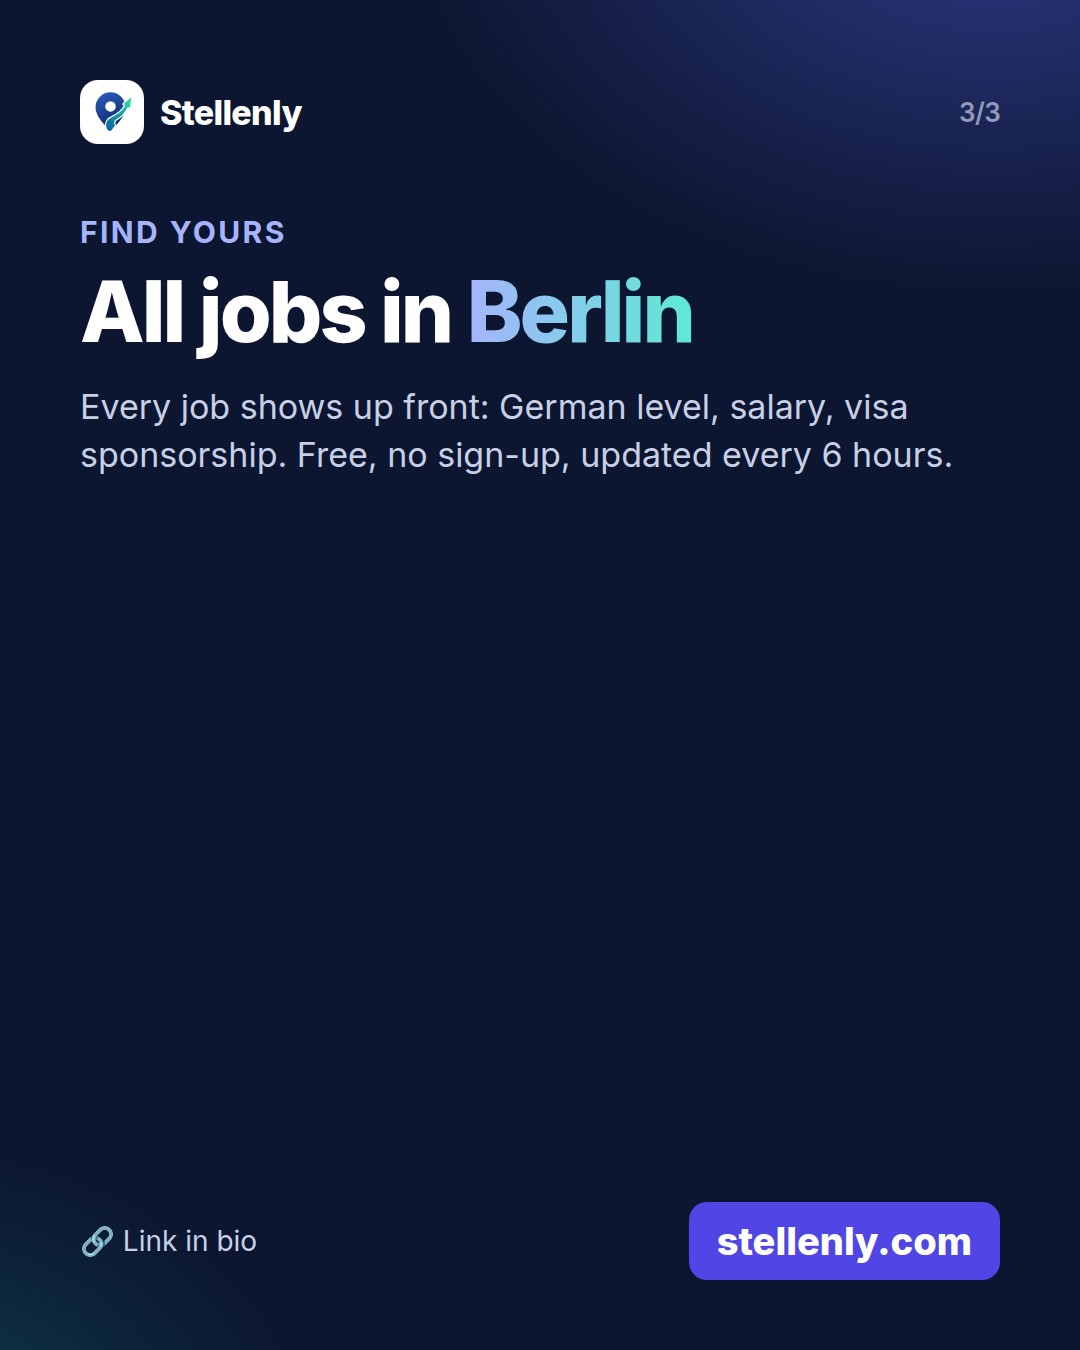 Stellenly
3/3
FIND YOURS
All jobs in Berlin
Every job shows up front: German level, salary, visa
sponsorship. Free, no sign-up, updated every 6 hours.
🔗 Link in bio
stellenly.com